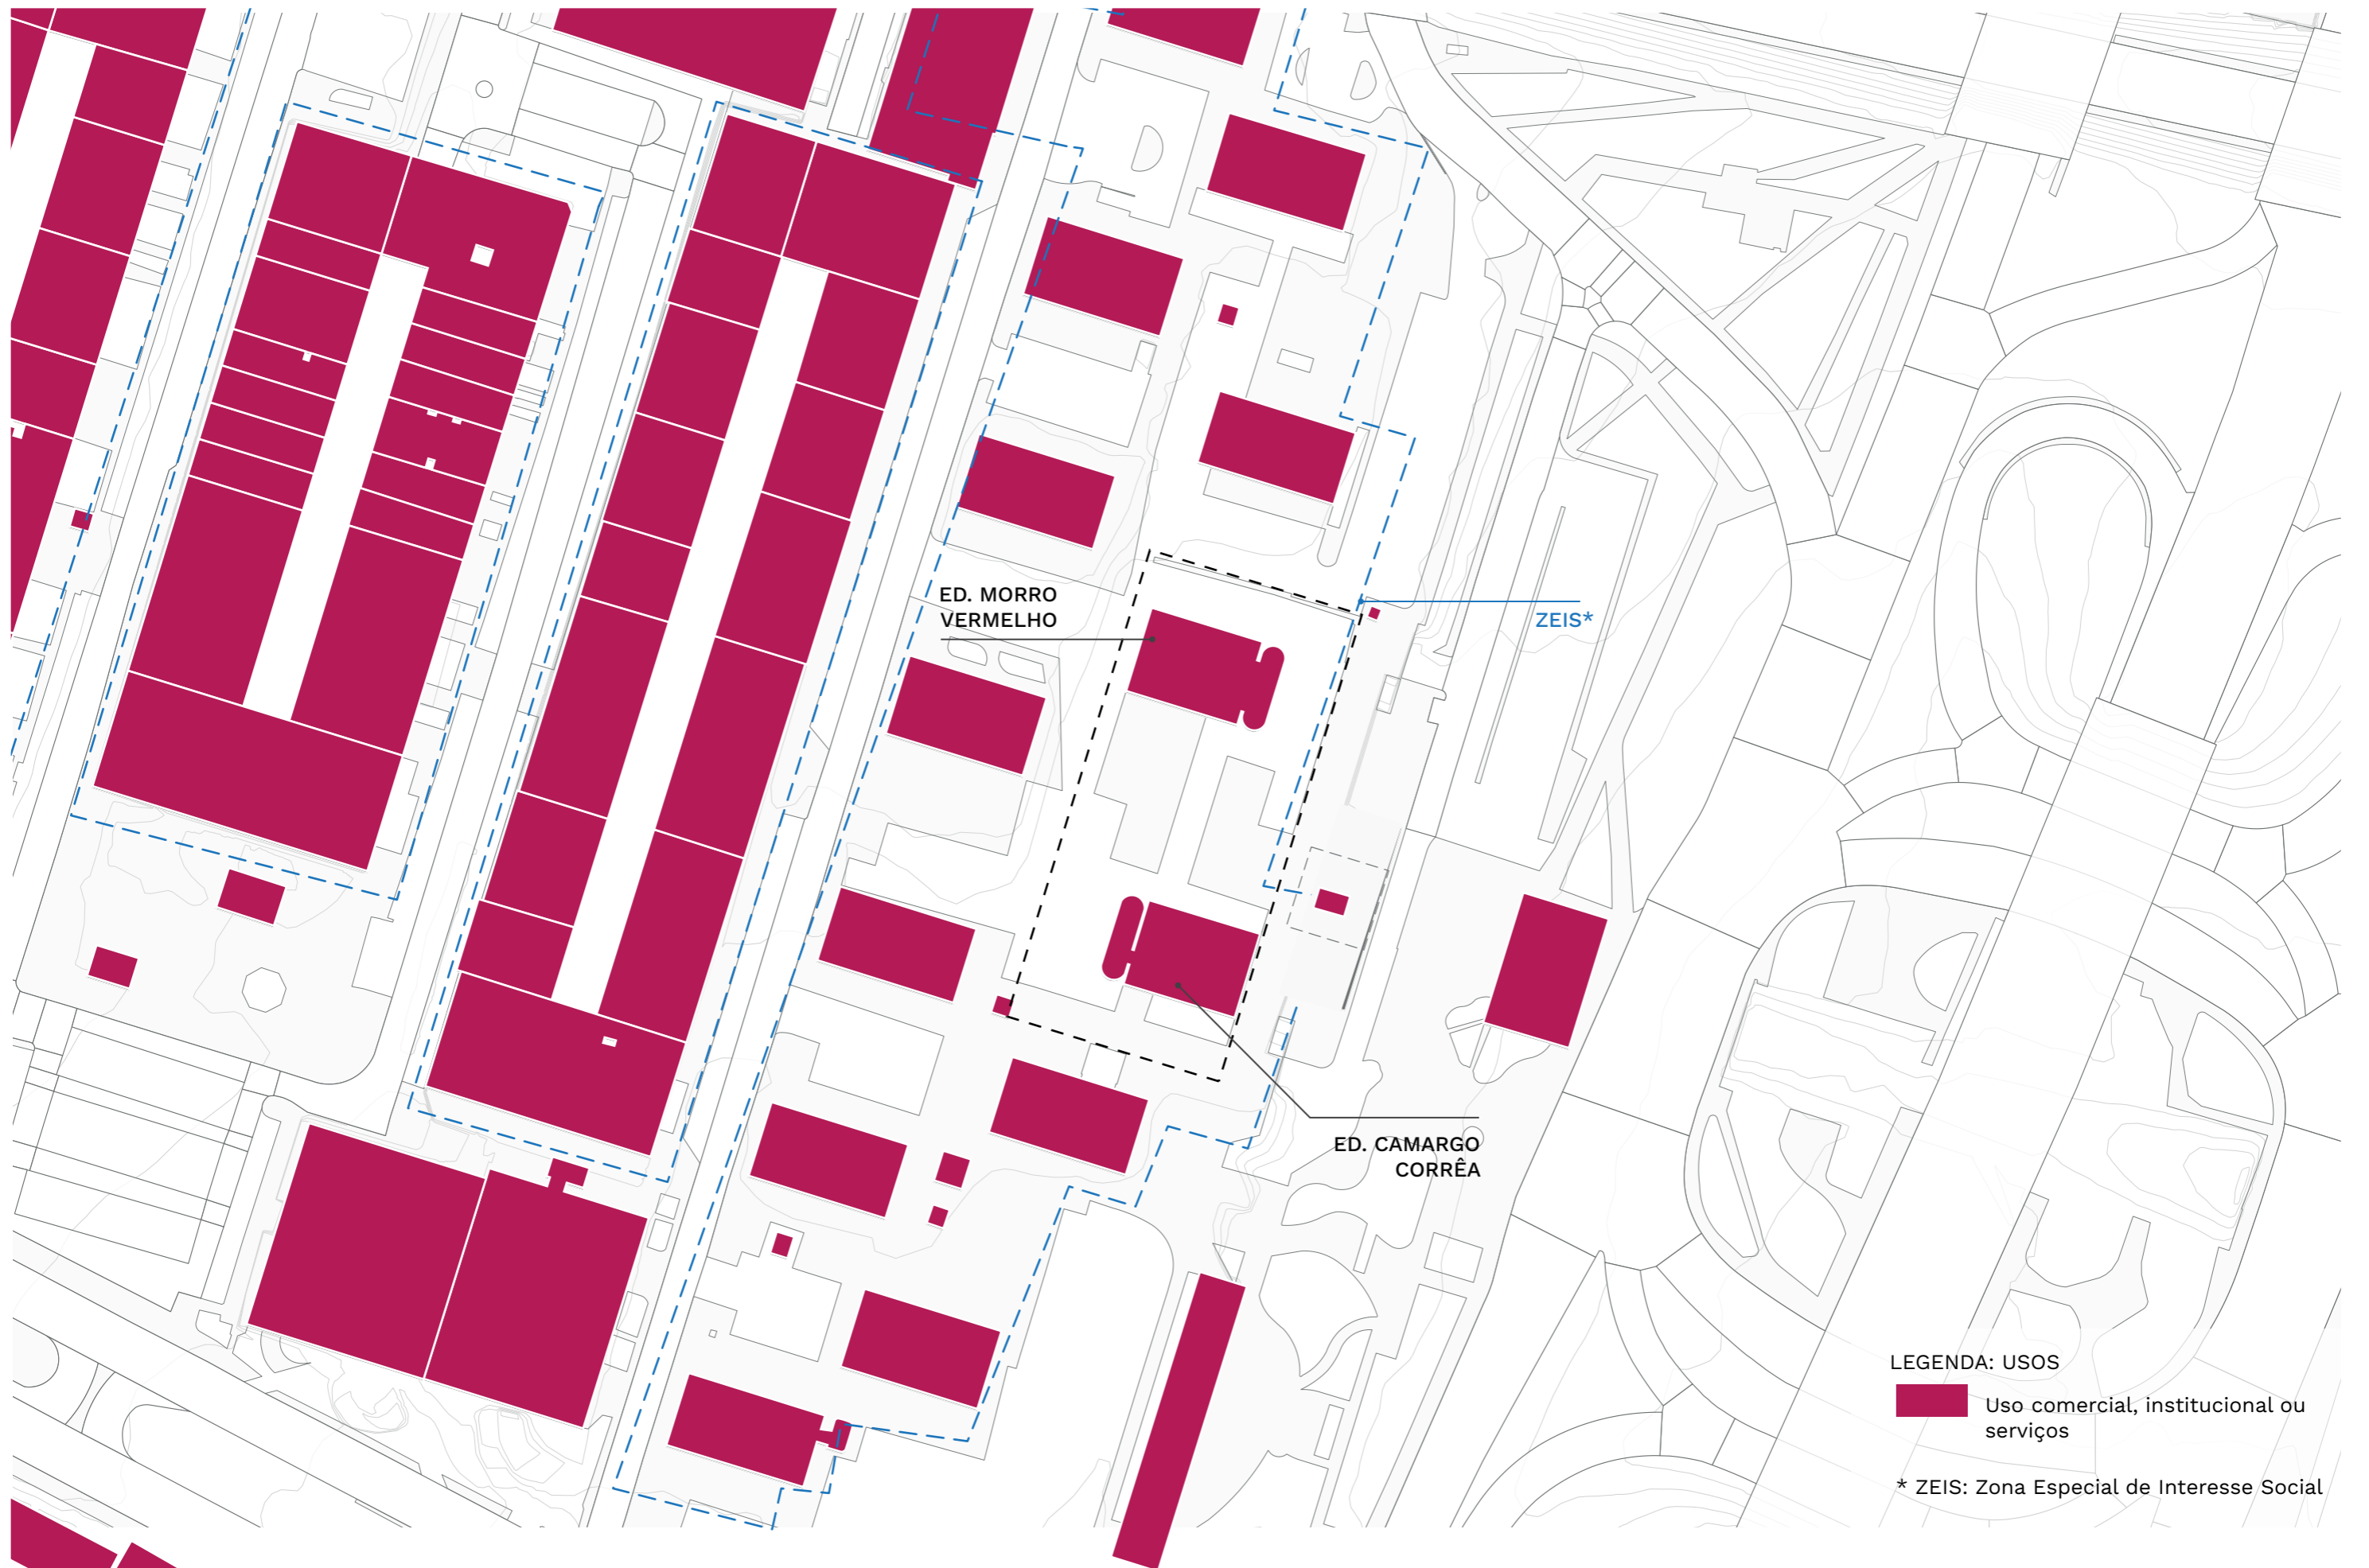 ED. MORRO
VERMELHO
ZEIS*
ED. CAMARGO
CORRÊA
LEGENDA: USOS
Uso comercial, institucional ou
serviços
* ZEIS: Zona Especial de Interesse Social